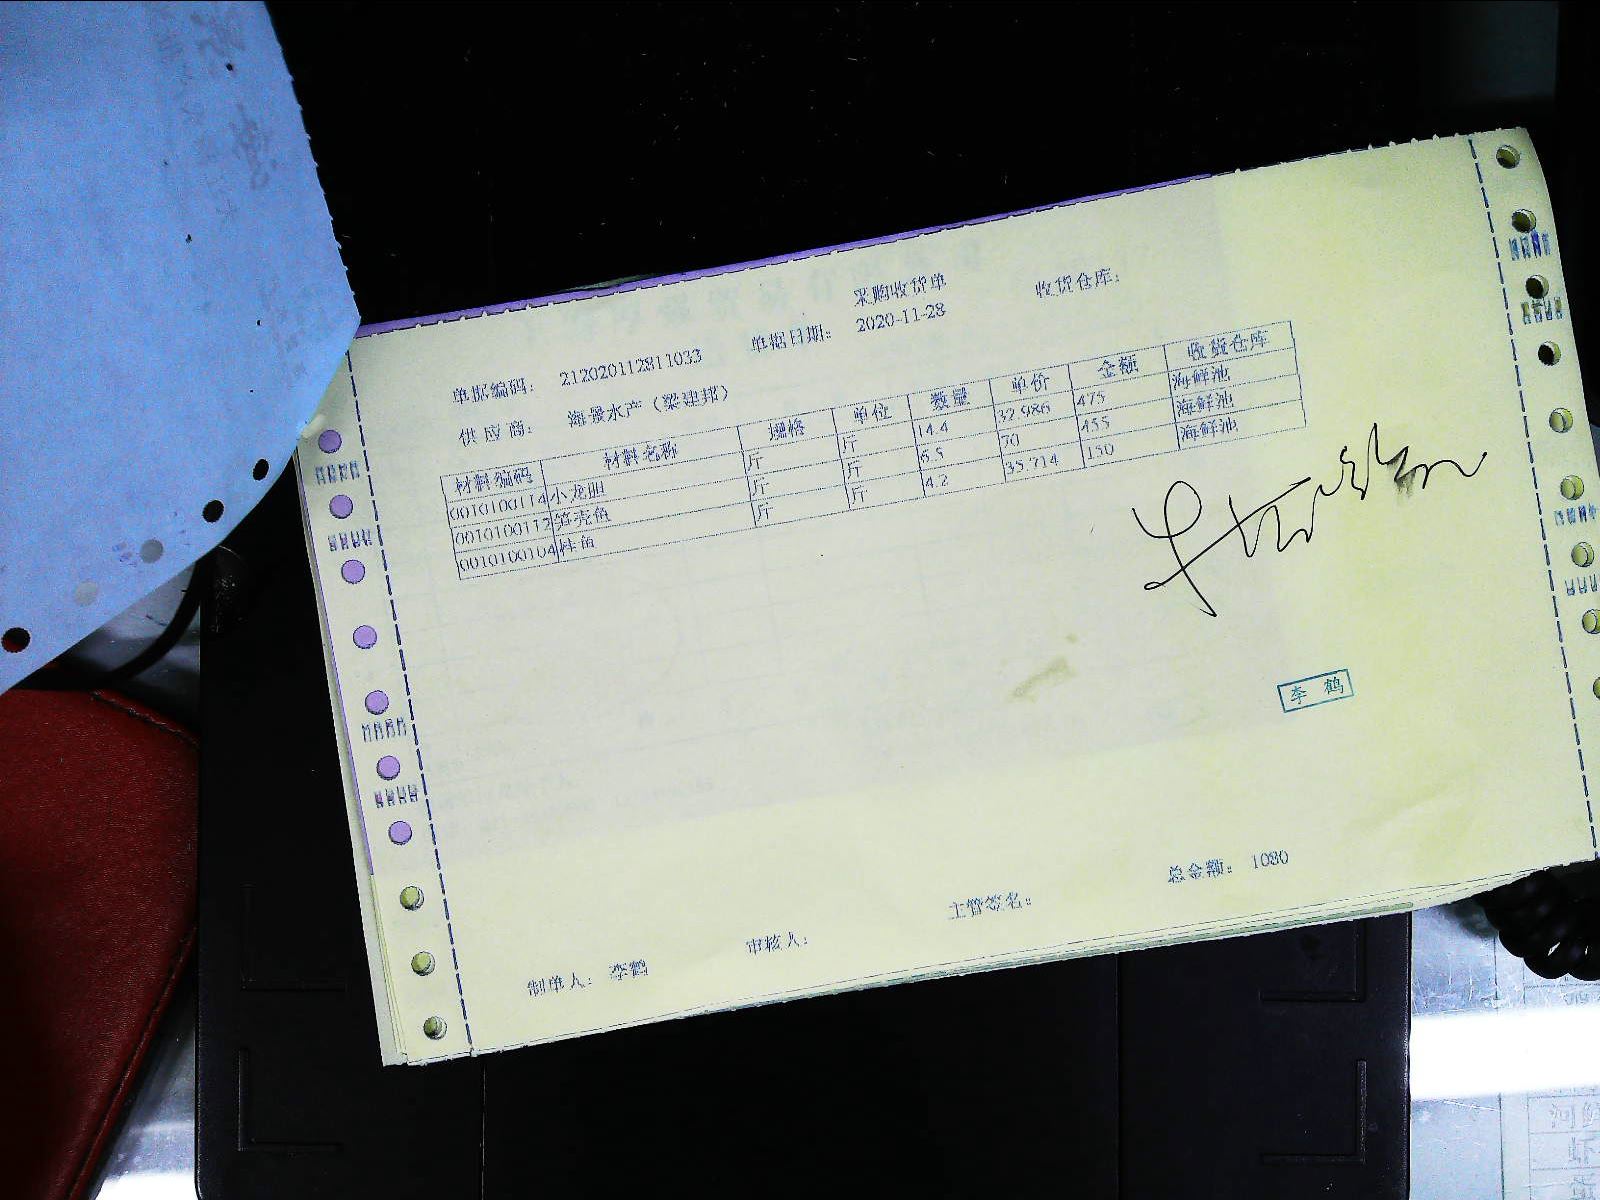 采购收货单
单据编码： 212020112811033 单据日期： 2020-11-28 收货仓库：
供应商： 海景水产（梁建邦）
材料编码 材料名称 规格 单位 数量 单价 金额 收货仓库
0010100114 小龙胆 斤 斤 14.4 32.986 475 海鲜池
0010100112 笋壳鱼 斤 斤 6.5 70 455 海鲜池
0010100104 桂鱼 斤 斤 4.2 35.714 150 海鲜池
李 鹤
总金额： 1080
制单人： 李鹤 审核人： 主管签名：